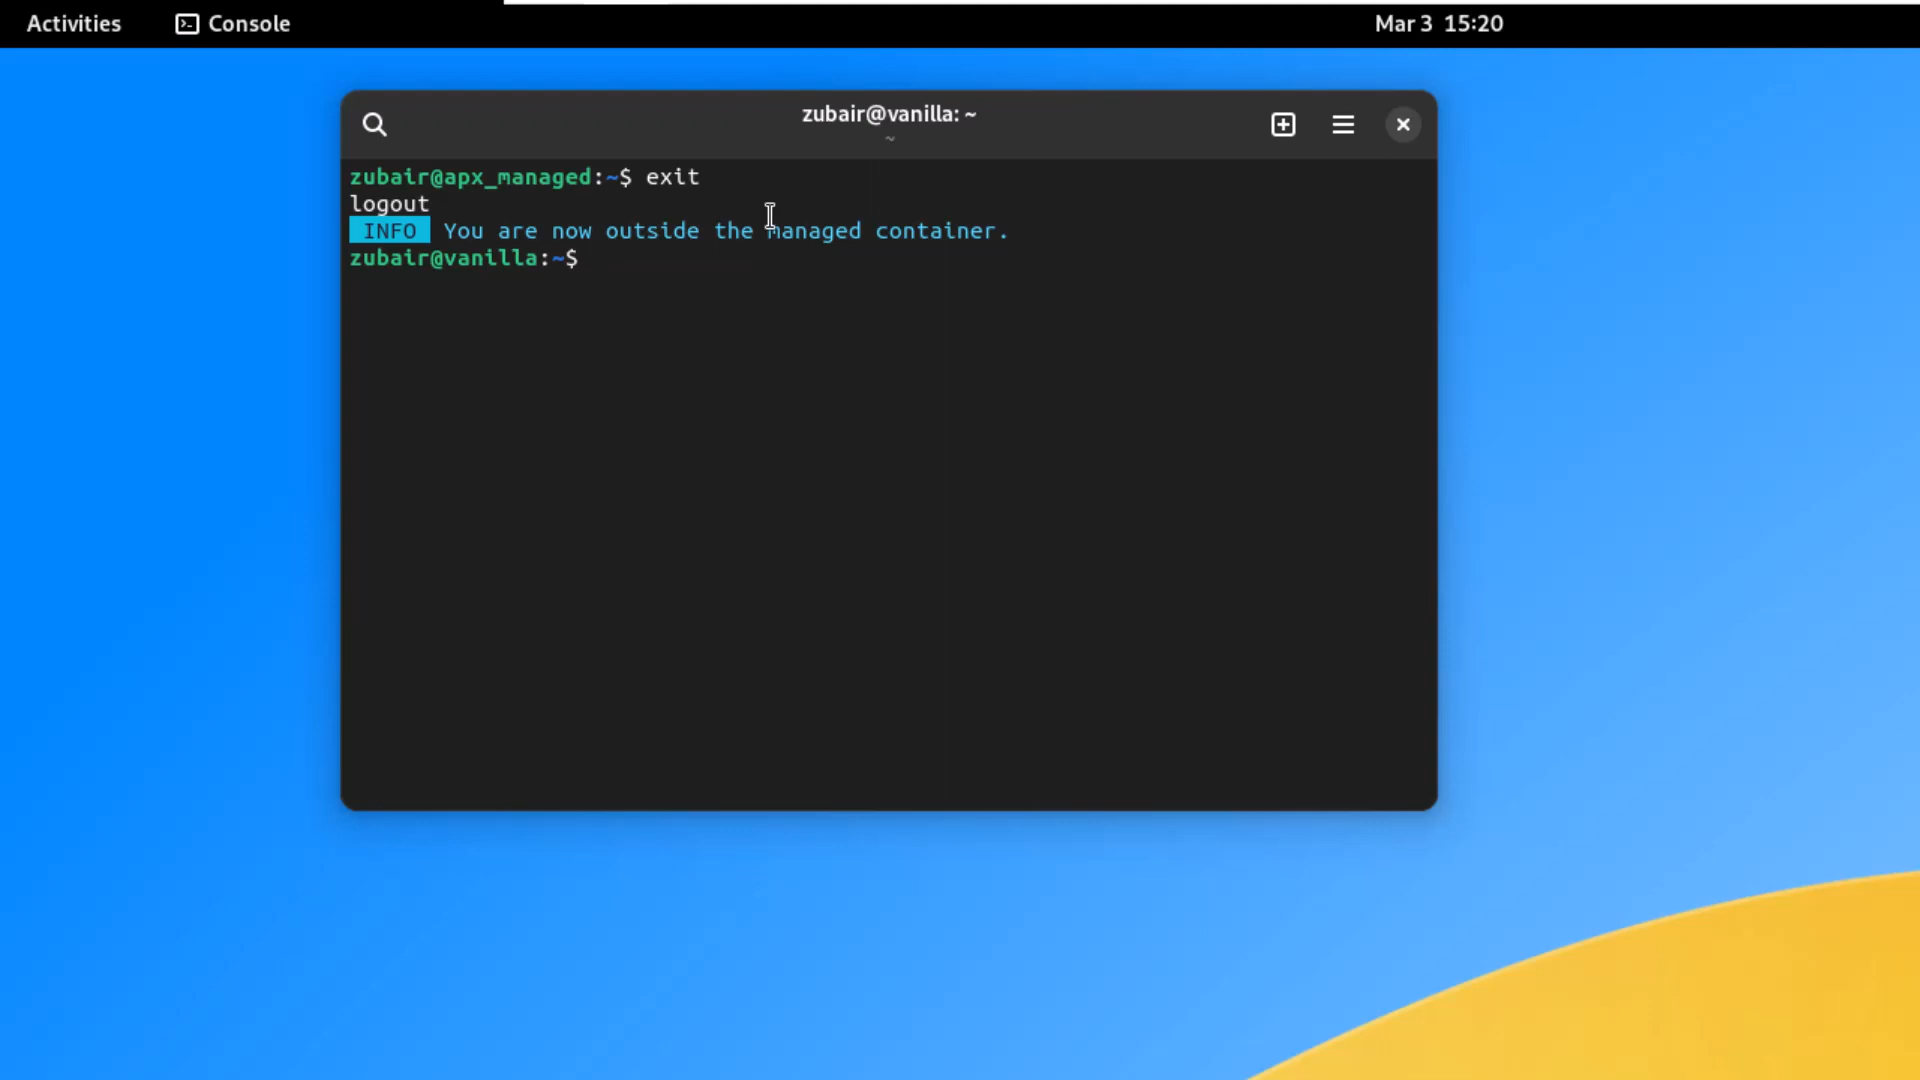 Activities Console Mar 3 15:20
zubair@vanilla: ~
~
zubair@apx_managed:~$ exit
logout
INFO You are now outside the managed container.
zubair@vanilla:~$